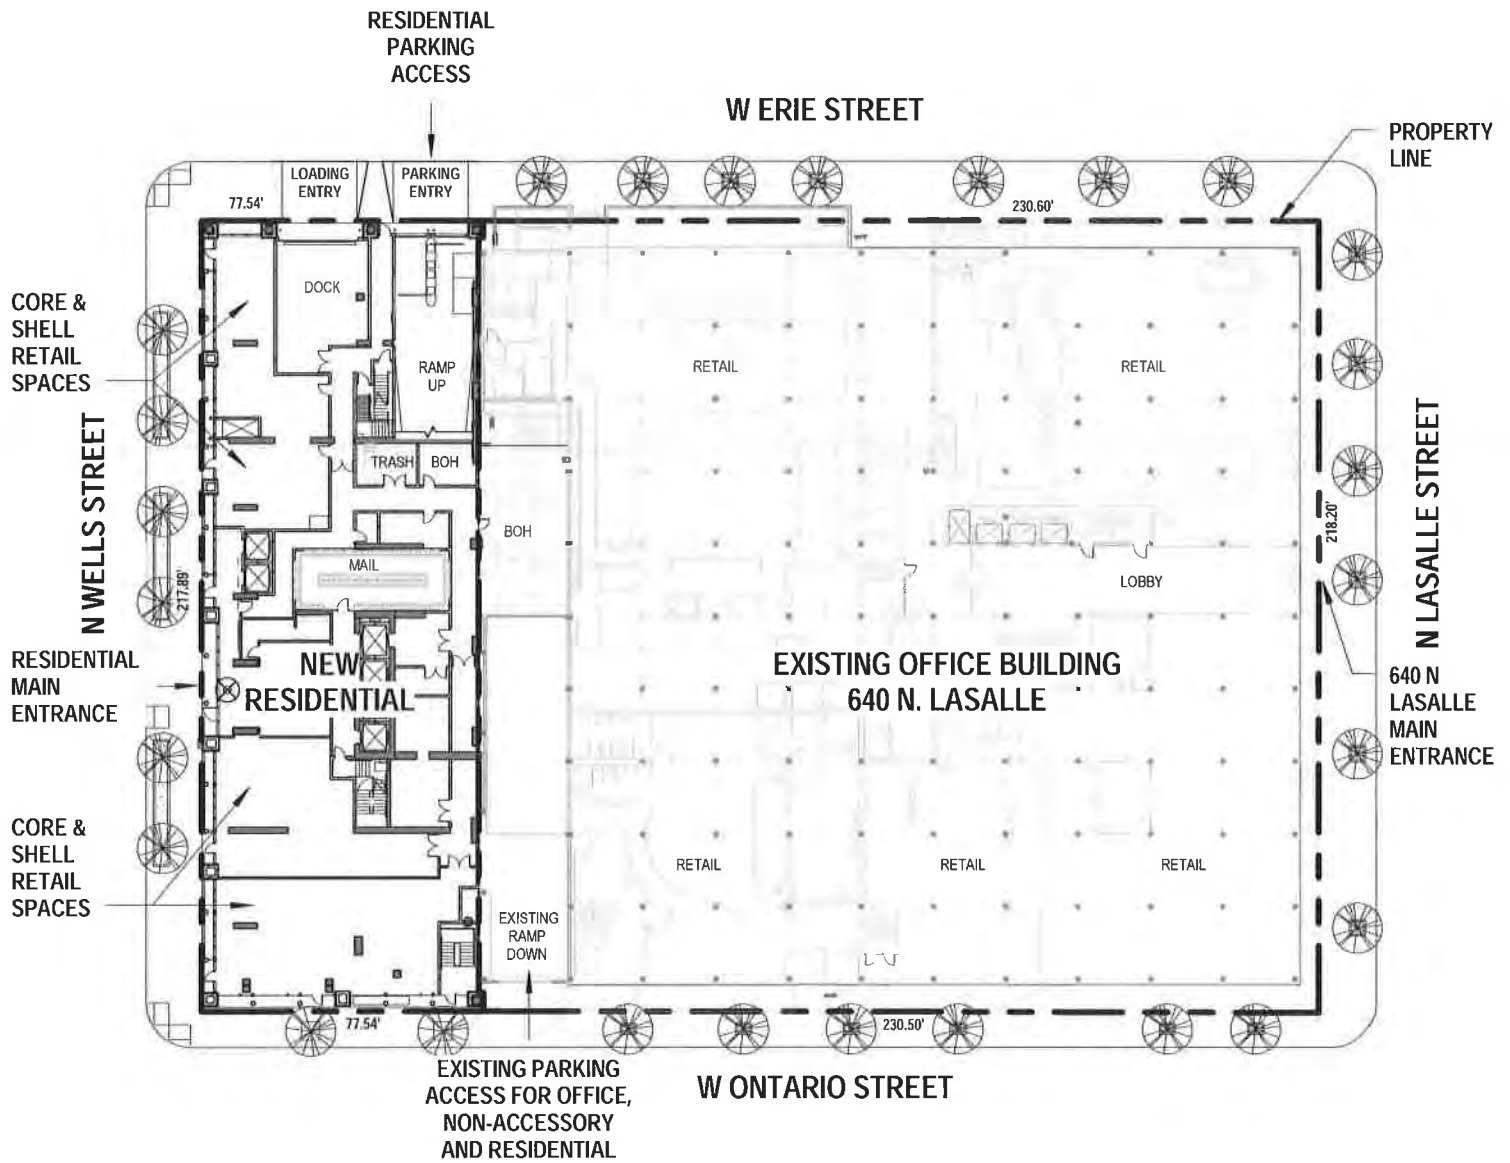 RESIDENTIAL
PARKING
ACCESS
W ERIE STREET
PROPERTY
LINE
LOADING
ENTRY
PARKING
ENTRY
77.54'
230.60'
DOCK
CORE &
SHELL
RETAIL
SPACES
RAMP
UP
RETAIL
RETAIL
N WELLS STREET
TRASH
BOH
BOH
218.20'
N LASALLE STREET
MAIL
LOBBY
217.89'
RESIDENTIAL
MAIN
ENTRANCE
NEW
RESIDENTIAL
EXISTING OFFICE BUILDING
640 N. LASALLE
640 N
LASALLE
MAIN
ENTRANCE
CORE &
SHELL
RETAIL
SPACES
RETAIL
RETAIL
RETAIL
EXISTING
RAMP
DOWN
77.54'
230.50'
EXISTING PARKING
ACCESS FOR OFFICE,
NON-ACCESSORY
AND RESIDENTIAL
W ONTARIO STREET